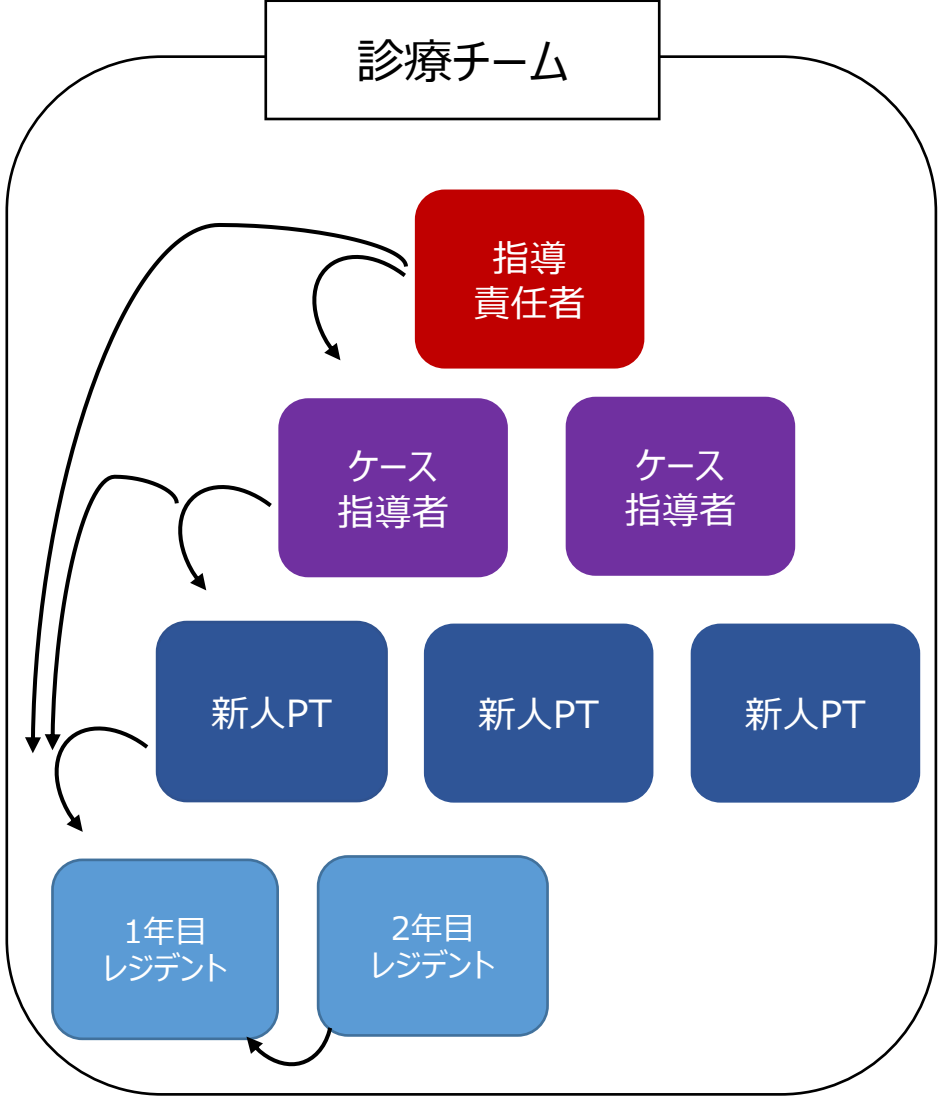 診療チーム
指導
責任者
ケース
指導者
ケース
指導者
新人PT
新人PT
新人PT
1年目
レジデント
2年目
レジデント